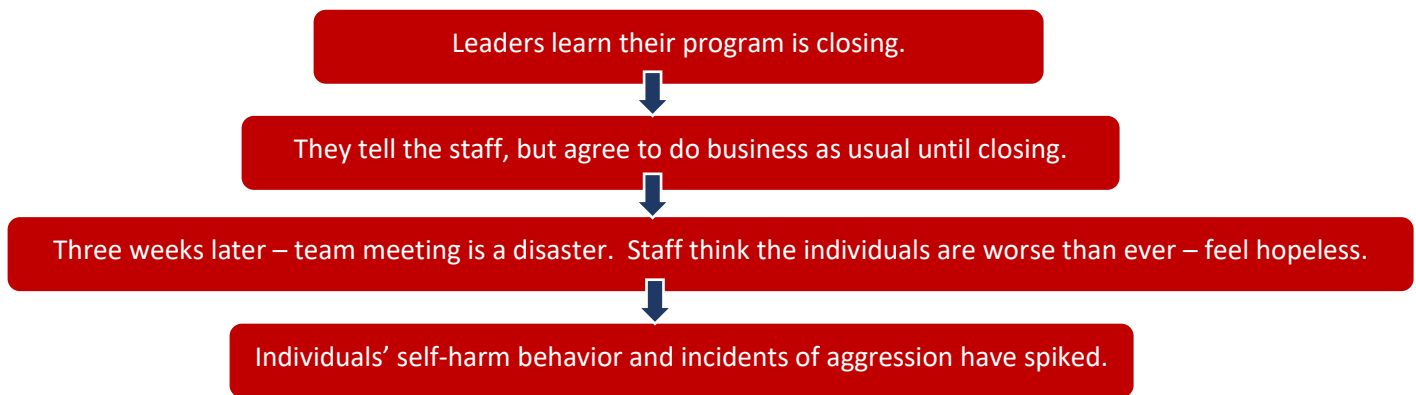 Leaders learn their program is closing.
They tell the staff, but agree to do business as usual until closing.
Three weeks later – team meeting is a disaster.  Staff think the individuals are worse than ever – feel hopeless.
Individuals’ self-harm behavior and incidents of aggression have spiked.